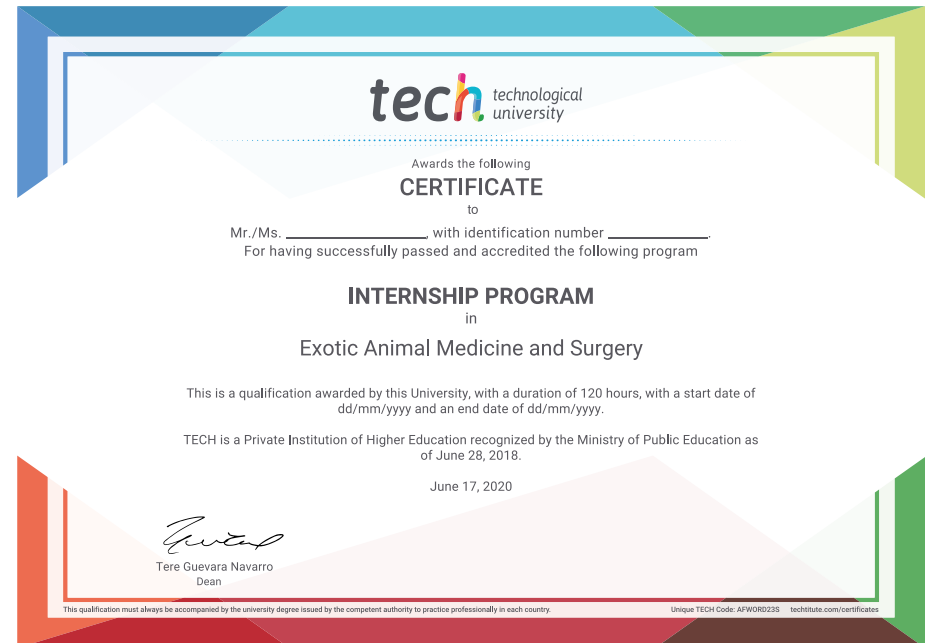 tech technological
university
Awards the following
CERTIFICATE
to
Mr./Ms. ____________________, with identification number ______________.
For having successfully passed and accredited the following program
INTERNSHIP PROGRAM
in
Exotic Animal Medicine and Surgery
This is a qualification awarded by this University, with a duration of 120 hours, with a start date of
dd/mm/yyyy and an end date of dd/mm/yyyy.
TECH is a Private Institution of Higher Education recognized by the Ministry of Public Education as
of June 28, 2018.
June 17, 2020
Tere Guevara Navarro
Dean
This qualification must always be accompanied by the university degree issued by the competent authority to practice professionally in each country.
Unique TECH Code: AFWORD23S techtitute.com/certificates